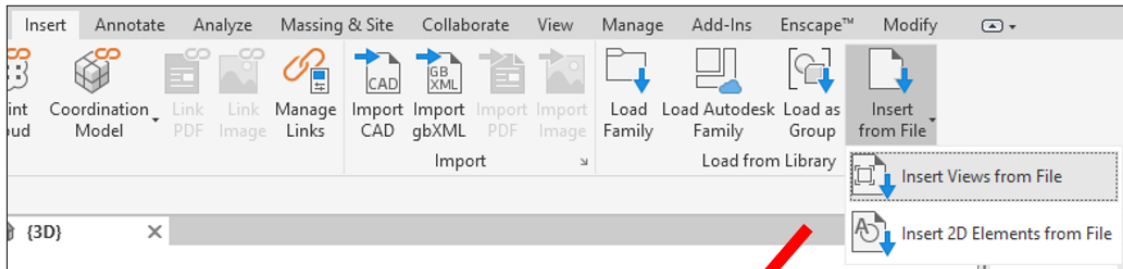 Insert Annotate Analyze Massing & Site Collaborate View Manage Add-Ins Enscape™ Modify
CAD GB
XML
int Coordination Link Link Manage Import Import Import Import Load Load Autodesk Load as Insert
ud Model PDF Image Links CAD gbXML PDF Image Family Family Group from File
Import Load from Library
Insert Views from File
{3D}
A Insert 2D Elements from File